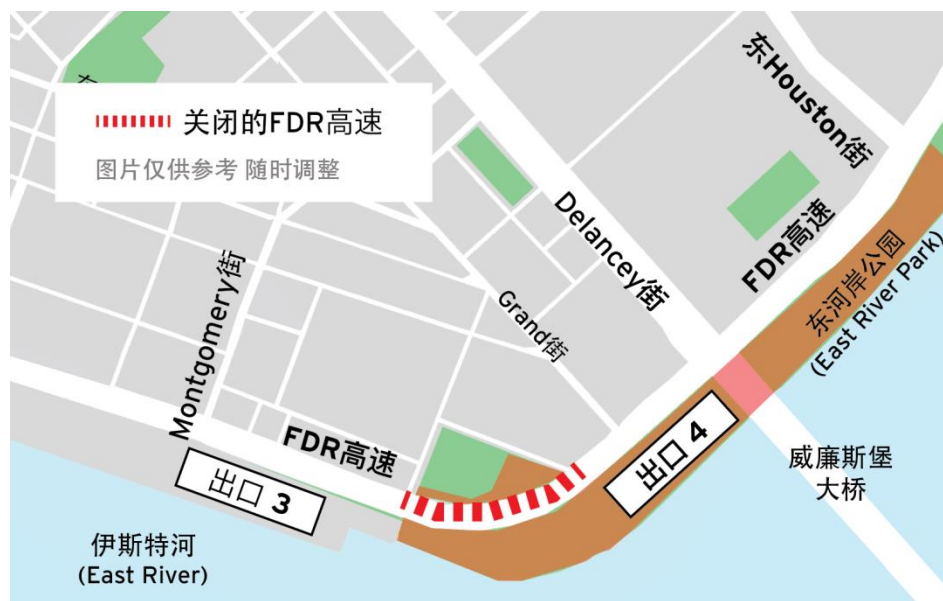 关闭的FDR高速
图片仅供参考 随时调整
东Houston街
Delancey街
FDR高速
东河岸公园
(East River Park)
Montgomery街
Grand街
FDR高速
出口 4
出口 3
威廉斯堡
大桥
伊斯特河
(East River)